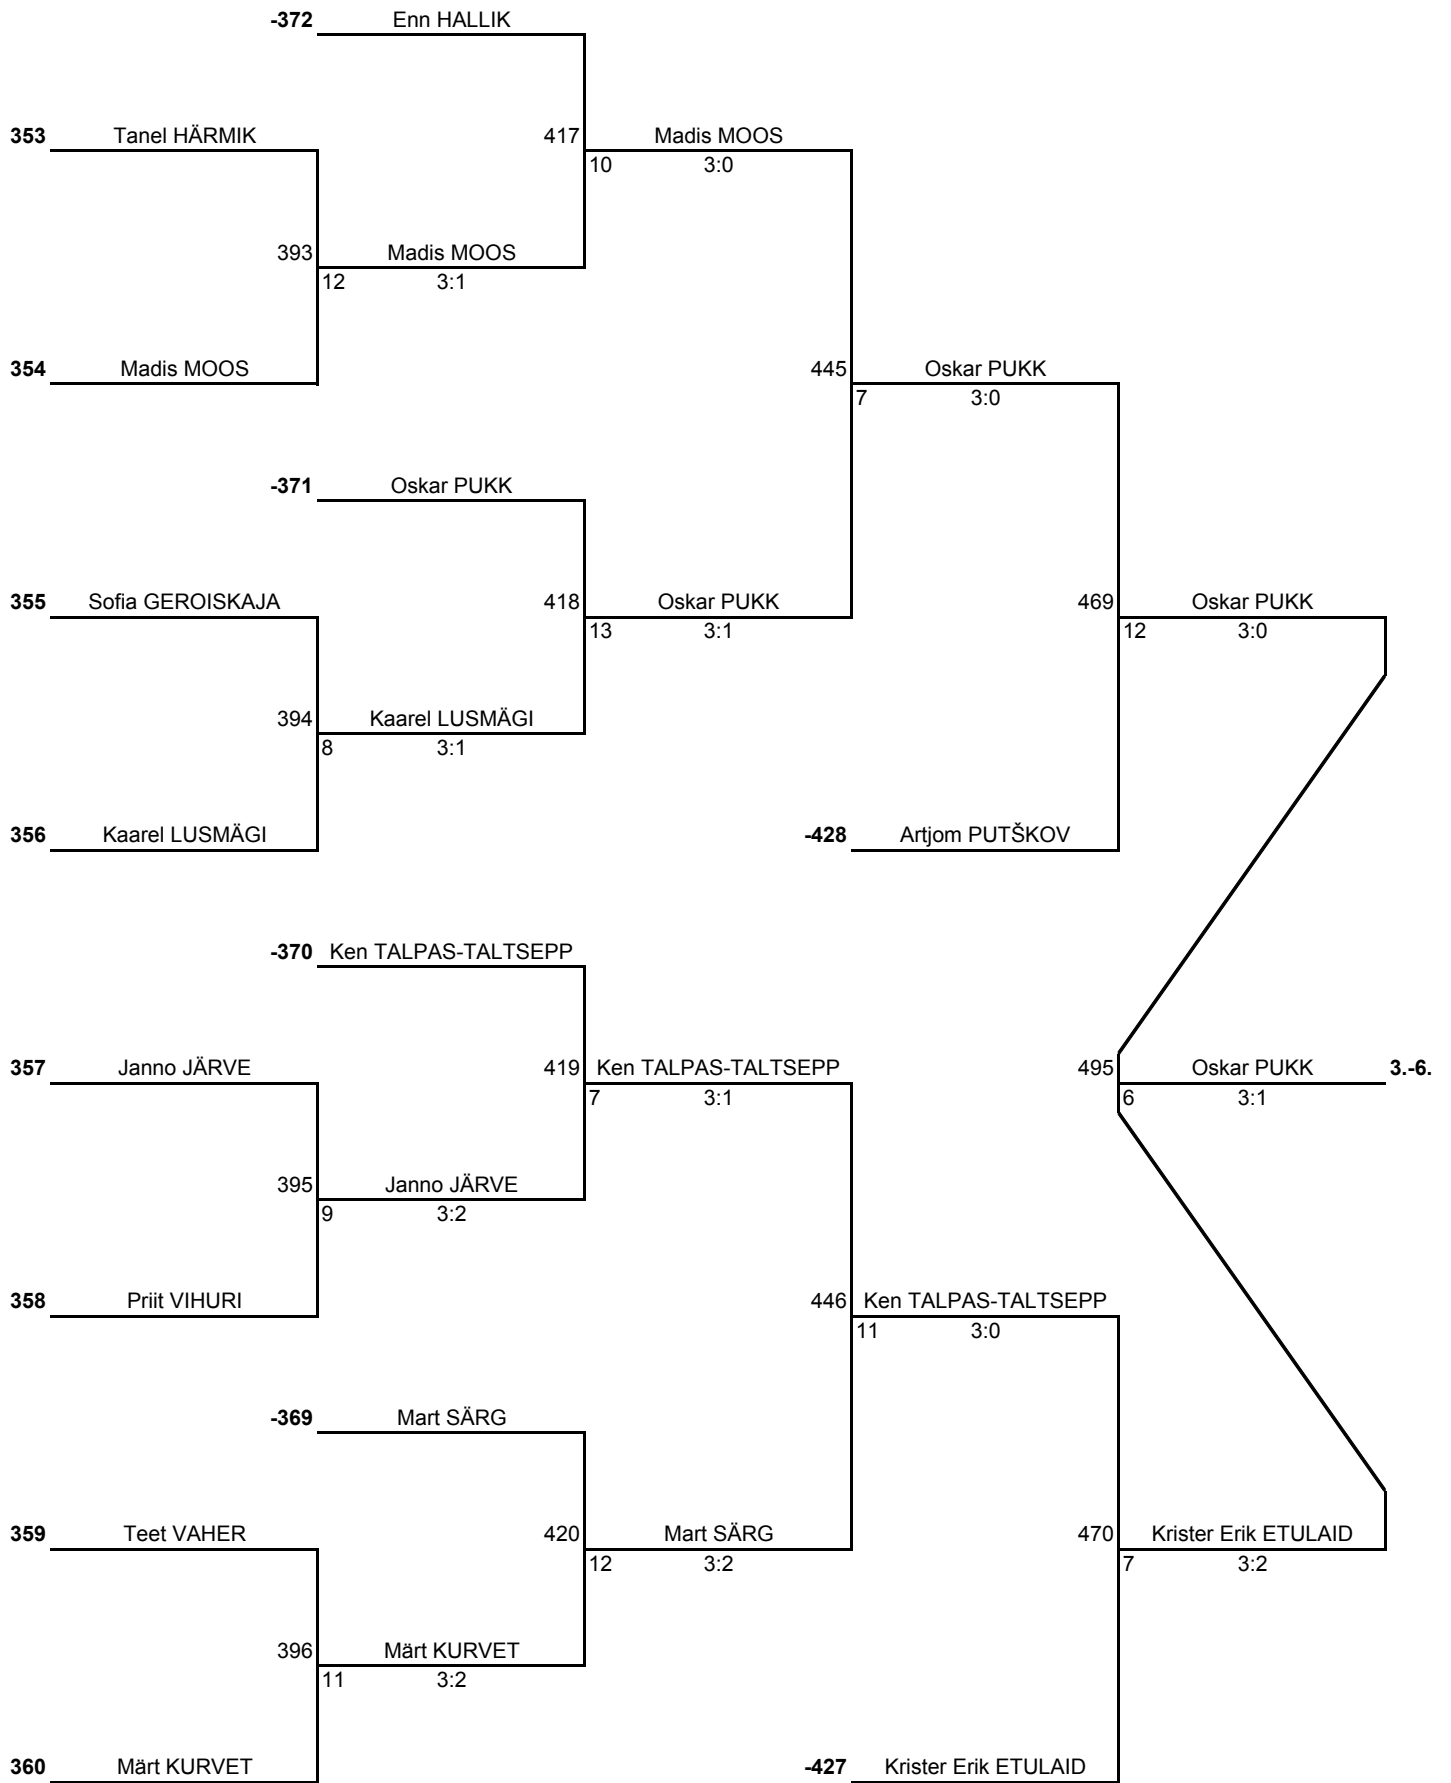 -372 Enn HALLIK
353 Tanel HÄRMIK 417 Madis MOOS
10 3:0
393 Madis MOOS
12 3:1
354 Madis MOOS 445 Oskar PUKK
7 3:0
-371 Oskar PUKK
355 Sofia GEROISKAJA 418 Oskar PUKK 469 Oskar PUKK
13 3:1 12 3:0
394 Kaarel LUSMÄGI
8 3:1
356 Kaarel LUSMÄGI -428 Artjom PUTŠKOV
-370 Ken TALPAS-TALTSEPP
357 Janno JÄRVE 419 Ken TALPAS-TALTSEPP 495 Oskar PUKK 3.-6.
7 3:1 6 3:1
395 Janno JÄRVE
9 3:2
358 Priit VIHURI 446 Ken TALPAS-TALTSEPP
11 3:0
-369 Mart SÄRG
359 Teet VAHER 420 Mart SÄRG 470 Krister Erik ETULAID
12 3:2 7 3:2
396 Märt KURVET
11 3:2
360 Märt KURVET -427 Krister Erik ETULAID